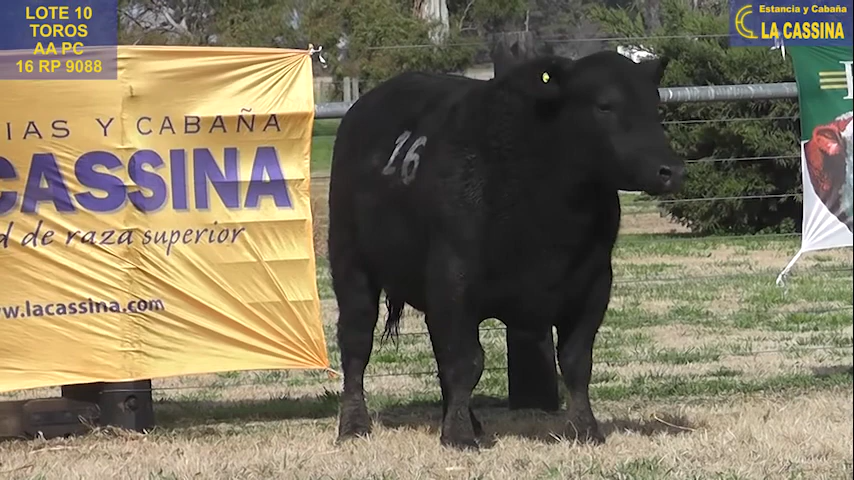 LOTE 10
TOROS
AA PC
16 RP 9088
Estancia y Cabaña
LA CASSINA
Y CABAÑA
CASSINA
de raza superior
www.lacassina.com
16